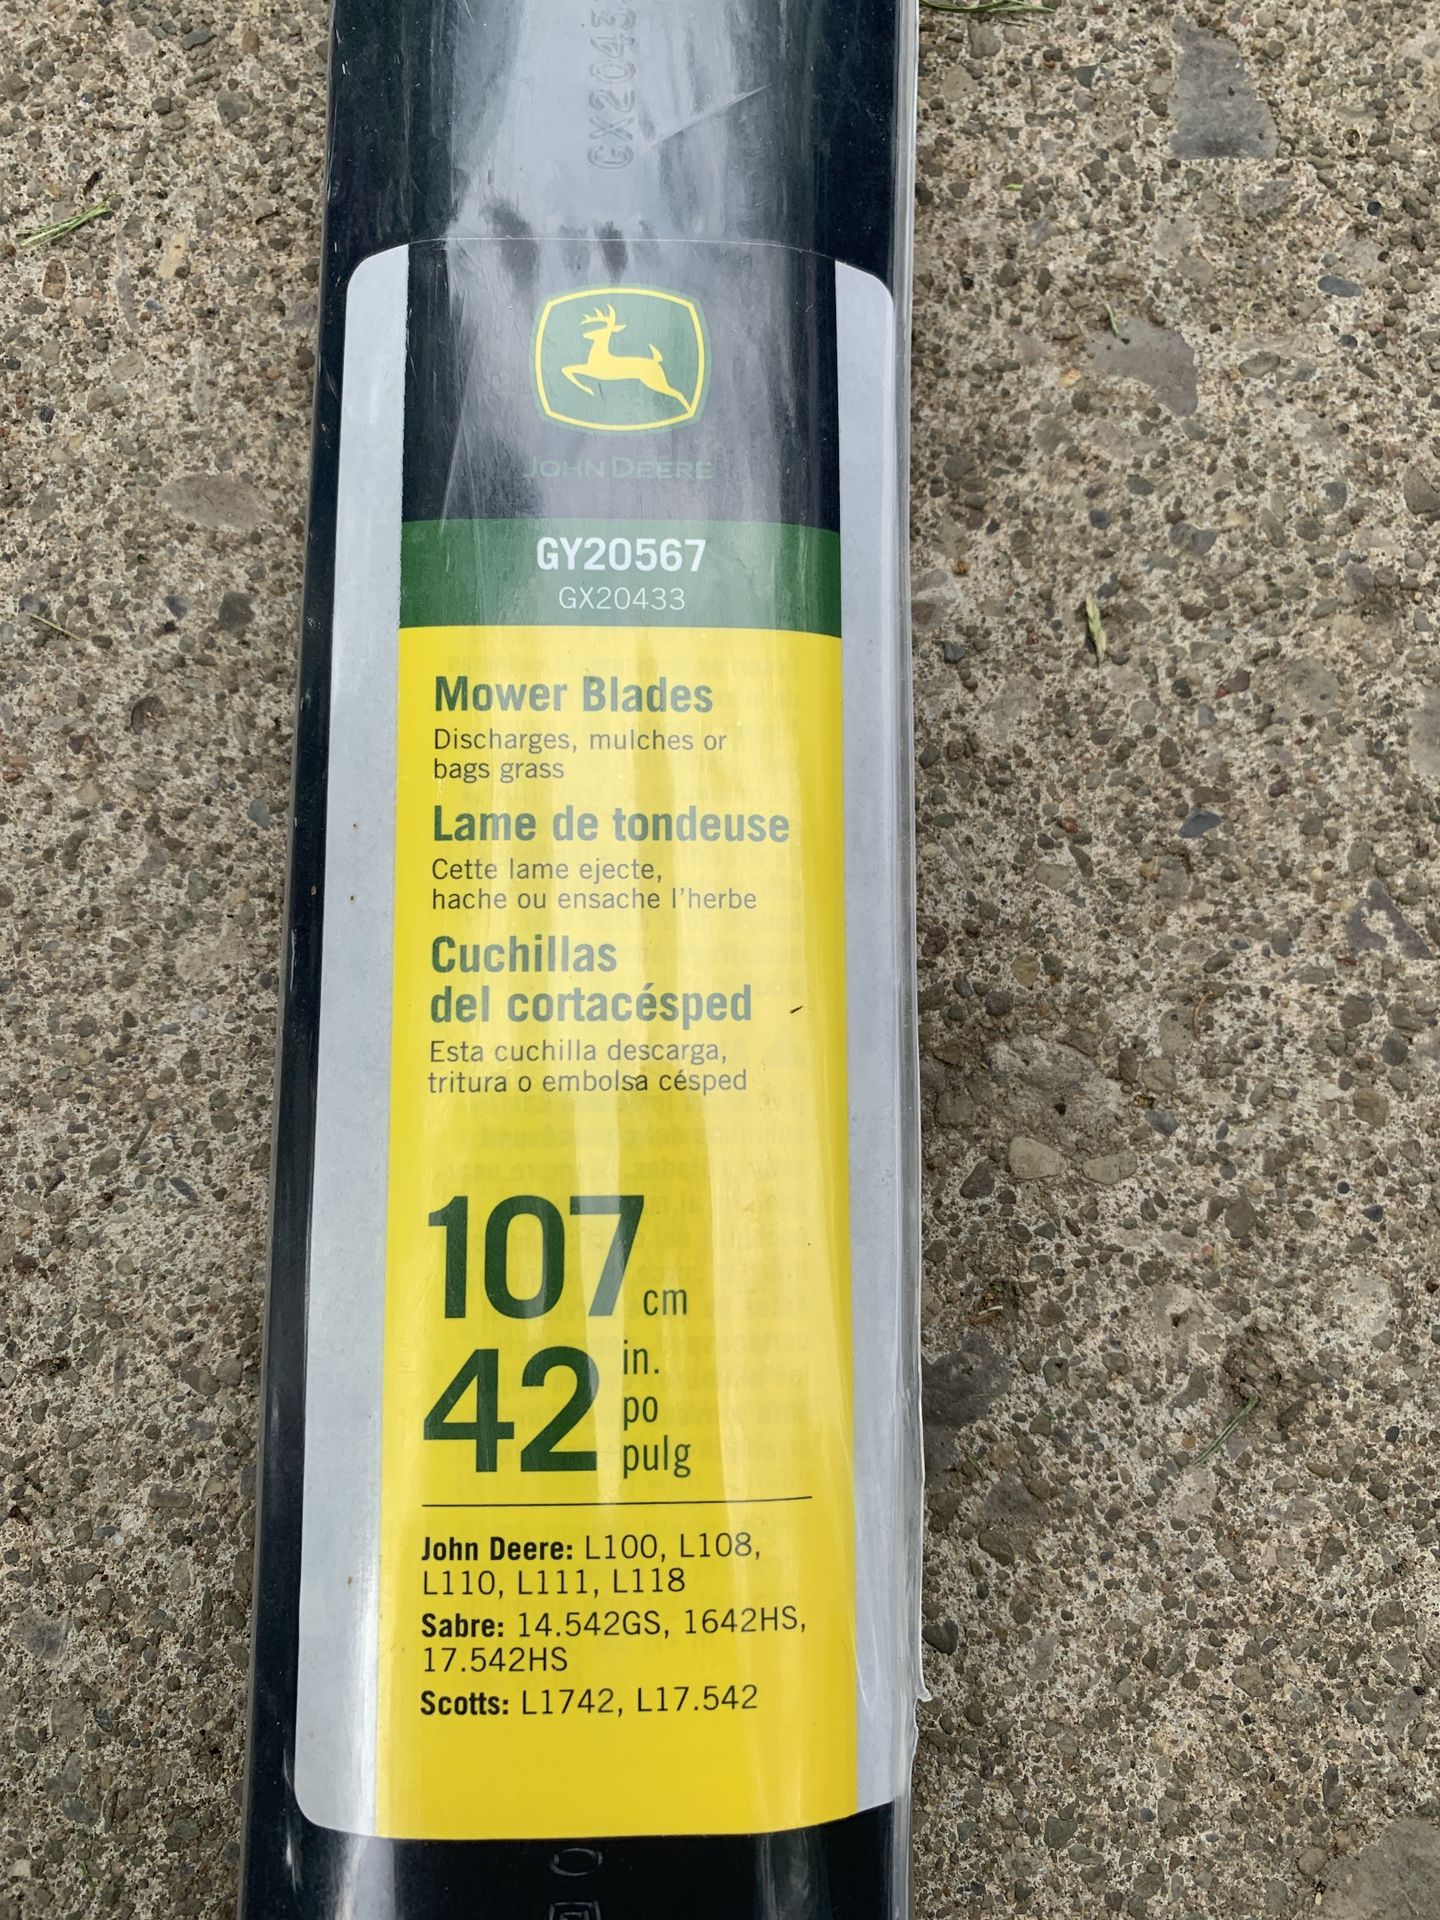 GX2043
JOHN DEERE
GY20567
GX20433
Mower Blades
Discharges, mulches or
bags grass
Lame de tondeuse
Cette lame ejecte,
hache ou ensache l'herbe
Cuchillas
del cortacésped
Esta cuchilla descarga,
tritura o embolsa césped
107 cm
42 in.
po
pulg
John Deere: L100, L108,
L110, L111, L118
Sabre: 14.542GS, 1642HS,
17.542HS
Scotts: L1742, L17.542